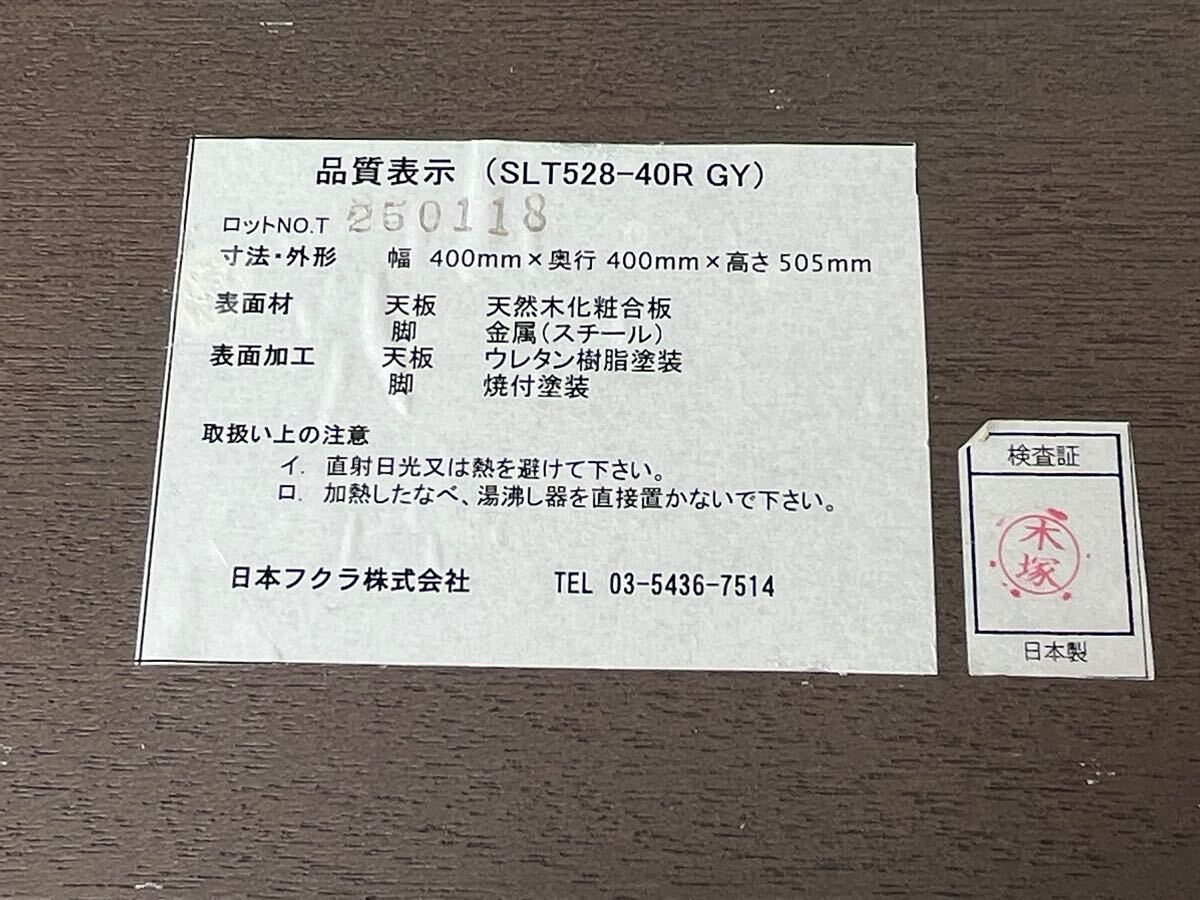 品質表示 (SLT528-40R GY)
ロットNO.T 250118
寸法・外形 幅 400mm×奥行 400mm×高さ 505mm
表面材 天板 天然木化粧合板
脚 金属(スチール)
表面加工 天板 ウレタン樹脂塗装
脚 焼付塗装
取扱い上の注意
イ. 直射日光又は熱を避けて下さい。
ロ. 加熱したなべ、湯沸し器を直接置かないで下さい。
日本フクラ株式会社 TEL 03-5436-7514
検査証
木塚
日本製